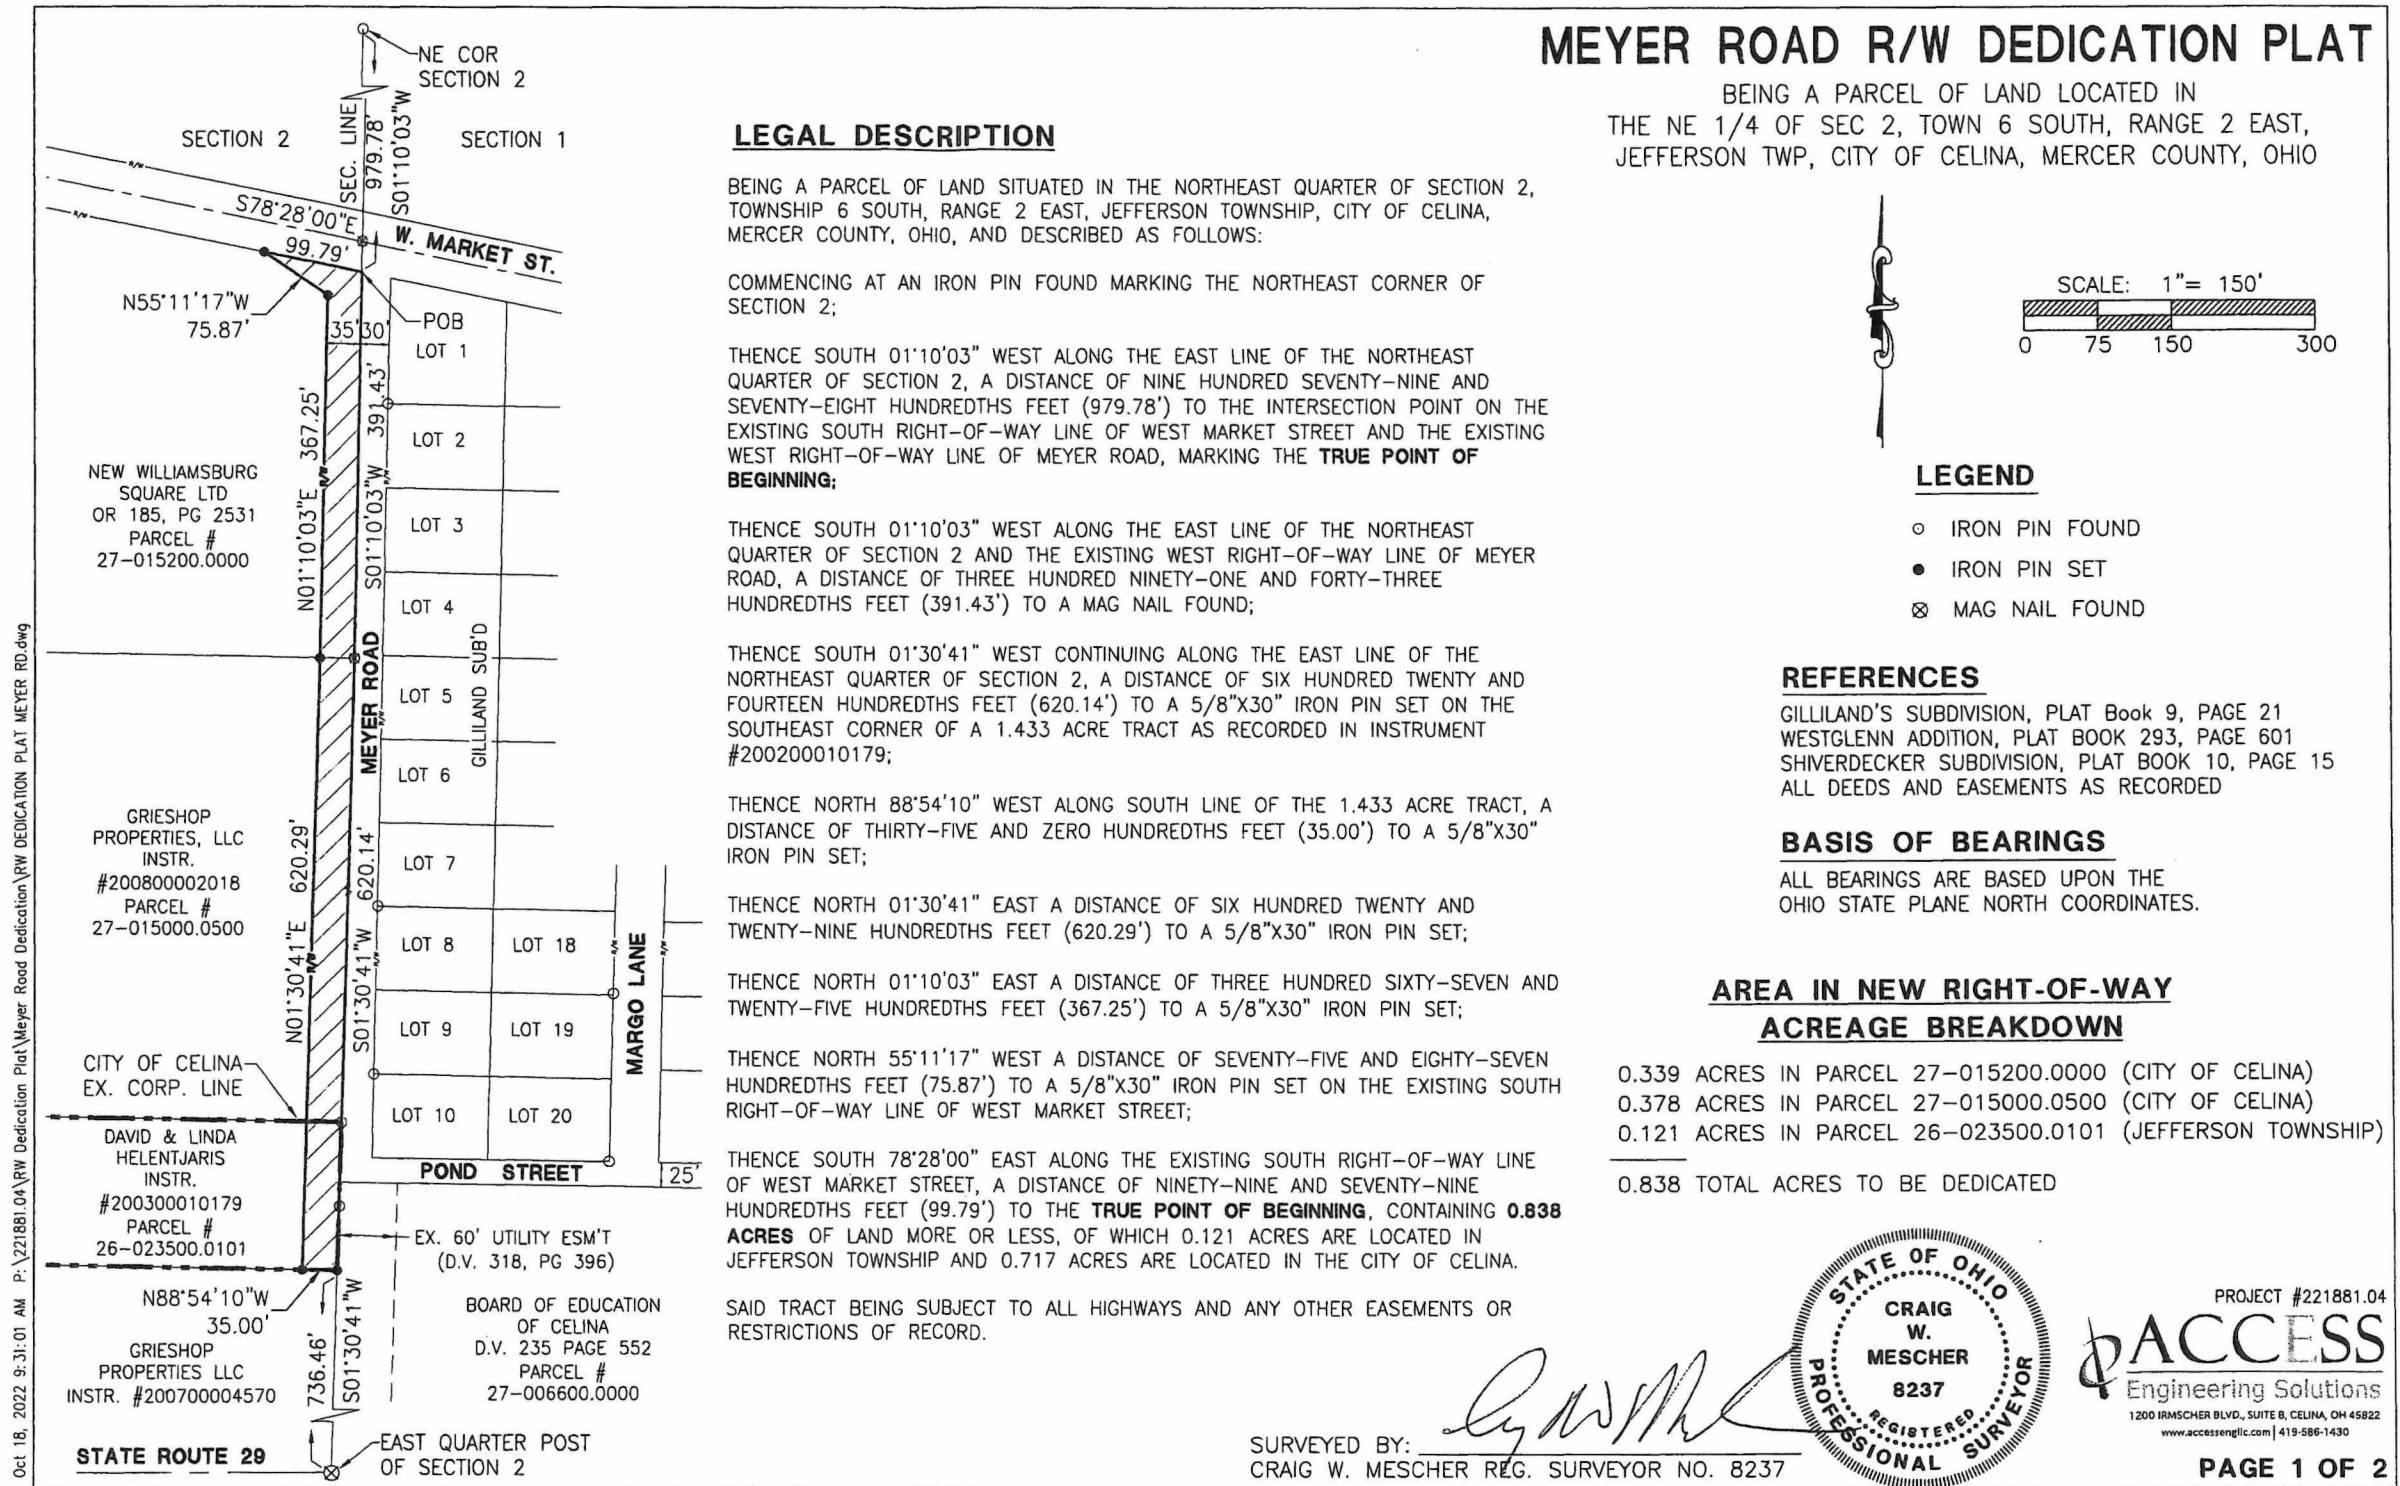 MEYER ROAD R/W DEDICATION PLAT
BEING A PARCEL OF LAND LOCATED IN
THE NE 1/4 OF SEC 2, TOWN 6 SOUTH, RANGE 2 EAST,
JEFFERSON TWP, CITY OF CELINA, MERCER COUNTY, OHIO
NE COR
SECTION 2
SECTION 2
SEC. LINE
979.78'
S01°10'03"W
SECTION 1
R/W
S78°28'00"E
R/W
99.79'
W. MARKET ST.
N55°11'17"W
75.87'
35'
30'
POB
LOT 1
391.43'
367.25'
LOT 2
NEW WILLIAMSBURG
SQUARE LTD
OR 185, PG 2531
PARCEL #
27-015200.0000
R/W
N01°10'03"E
S01°10'03"W
LOT 3
LOT 4
GILLILAND SUB'D
MEYER ROAD
R/W
LOT 5
LOT 6
GRIESHOP
PROPERTIES, LLC
INSTR.
#200800002018
PARCEL #
27-015000.0500
620.29'
620.14'
LOT 7
N01°30'41"E
R/W
S01°30'41"W
R/W
LOT 8
LOT 18
R/W
MARGO LANE
R/W
LOT 9
LOT 19
CITY OF CELINA
EX. CORP. LINE
LOT 10
LOT 20
DAVID & LINDA
HELENTJARIS
INSTR.
#200300010179
PARCEL #
26-023500.0101
POND STREET
25'
EX. 60' UTILITY ESM'T
(D.V. 318, PG 396)
N88°54'10"W
35.00'
GRIESHOP
PROPERTIES LLC
INSTR. #200700004570
736.46'
S01°30'41"W
BOARD OF EDUCATION
OF CELINA
D.V. 235 PAGE 552
PARCEL #
27-006600.0000
STATE ROUTE 29
EAST QUARTER POST
OF SECTION 2
Oct 18, 2022 9:31:01 AM P:\221881.04\RW Dedication Plat\Meyer Road Dedication\RW DEDICATION PLAT MEYER RD.dwg
LEGAL DESCRIPTION
BEING A PARCEL OF LAND SITUATED IN THE NORTHEAST QUARTER OF SECTION 2,
TOWNSHIP 6 SOUTH, RANGE 2 EAST, JEFFERSON TOWNSHIP, CITY OF CELINA,
MERCER COUNTY, OHIO, AND DESCRIBED AS FOLLOWS:
COMMENCING AT AN IRON PIN FOUND MARKING THE NORTHEAST CORNER OF
SECTION 2;
THENCE SOUTH 01°10'03" WEST ALONG THE EAST LINE OF THE NORTHEAST
QUARTER OF SECTION 2, A DISTANCE OF NINE HUNDRED SEVENTY-NINE AND
SEVENTY-EIGHT HUNDREDTHS FEET (979.78') TO THE INTERSECTION POINT ON THE
EXISTING SOUTH RIGHT-OF-WAY LINE OF WEST MARKET STREET AND THE EXISTING
WEST RIGHT-OF-WAY LINE OF MEYER ROAD, MARKING THE TRUE POINT OF
BEGINNING;
THENCE SOUTH 01°10'03" WEST ALONG THE EAST LINE OF THE NORTHEAST
QUARTER OF SECTION 2 AND THE EXISTING WEST RIGHT-OF-WAY LINE OF MEYER
ROAD, A DISTANCE OF THREE HUNDRED NINETY-ONE AND FORTY-THREE
HUNDREDTHS FEET (391.43') TO A MAG NAIL FOUND;
THENCE SOUTH 01°30'41" WEST CONTINUING ALONG THE EAST LINE OF THE
NORTHEAST QUARTER OF SECTION 2, A DISTANCE OF SIX HUNDRED TWENTY AND
FOURTEEN HUNDREDTHS FEET (620.14') TO A 5/8"X30" IRON PIN SET ON THE
SOUTHEAST CORNER OF A 1.433 ACRE TRACT AS RECORDED IN INSTRUMENT
#200200010179;
THENCE NORTH 88°54'10" WEST ALONG SOUTH LINE OF THE 1.433 ACRE TRACT, A
DISTANCE OF THIRTY-FIVE AND ZERO HUNDREDTHS FEET (35.00') TO A 5/8"X30"
IRON PIN SET;
THENCE NORTH 01°30'41" EAST A DISTANCE OF SIX HUNDRED TWENTY AND
TWENTY-NINE HUNDREDTHS FEET (620.29') TO A 5/8"X30" IRON PIN SET;
THENCE NORTH 01°10'03" EAST A DISTANCE OF THREE HUNDRED SIXTY-SEVEN AND
TWENTY-FIVE HUNDREDTHS FEET (367.25') TO A 5/8"X30" IRON PIN SET;
THENCE NORTH 55°11'17" WEST A DISTANCE OF SEVENTY-FIVE AND EIGHTY-SEVEN
HUNDREDTHS FEET (75.87') TO A 5/8"X30" IRON PIN SET ON THE EXISTING SOUTH
RIGHT-OF-WAY LINE OF WEST MARKET STREET;
THENCE SOUTH 78°28'00" EAST ALONG THE EXISTING SOUTH RIGHT-OF-WAY LINE
OF WEST MARKET STREET, A DISTANCE OF NINETY-NINE AND SEVENTY-NINE
HUNDREDTHS FEET (99.79') TO THE TRUE POINT OF BEGINNING, CONTAINING 0.838
ACRES OF LAND MORE OR LESS, OF WHICH 0.121 ACRES ARE LOCATED IN
JEFFERSON TOWNSHIP AND 0.717 ACRES ARE LOCATED IN THE CITY OF CELINA.
SAID TRACT BEING SUBJECT TO ALL HIGHWAYS AND ANY OTHER EASEMENTS OR
RESTRICTIONS OF RECORD.
SURVEYED BY:
CRAIG W. MESCHER REG. SURVEYOR NO. 8237
SCALE: 1"= 150'
0 75 150 300
LEGEND
IRON PIN FOUND
IRON PIN SET
MAG NAIL FOUND
REFERENCES
GILLILAND'S SUBDIVISION, PLAT Book 9, PAGE 21
WESTGLENN ADDITION, PLAT BOOK 293, PAGE 601
SHIVERDECKER SUBDIVISION, PLAT BOOK 10, PAGE 15
ALL DEEDS AND EASEMENTS AS RECORDED
BASIS OF BEARINGS
ALL BEARINGS ARE BASED UPON THE
OHIO STATE PLANE NORTH COORDINATES.
AREA IN NEW RIGHT-OF-WAY
ACREAGE BREAKDOWN
0.339 ACRES IN PARCEL 27-015200.0000 (CITY OF CELINA)
0.378 ACRES IN PARCEL 27-015000.0500 (CITY OF CELINA)
0.121 ACRES IN PARCEL 26-023500.0101 (JEFFERSON TOWNSHIP)
0.838 TOTAL ACRES TO BE DEDICATED
STATE OF OHIO
CRAIG
W.
MESCHER
8237
REGISTERED
PROFESSIONAL SURVEYOR
PROJECT #221881.04
ACCESS
Engineering Solutions
1200 IRMSCHER BLVD., SUITE B, CELINA, OH 45822
www.accessengllc.com | 419-586-1430
PAGE 1 OF 2